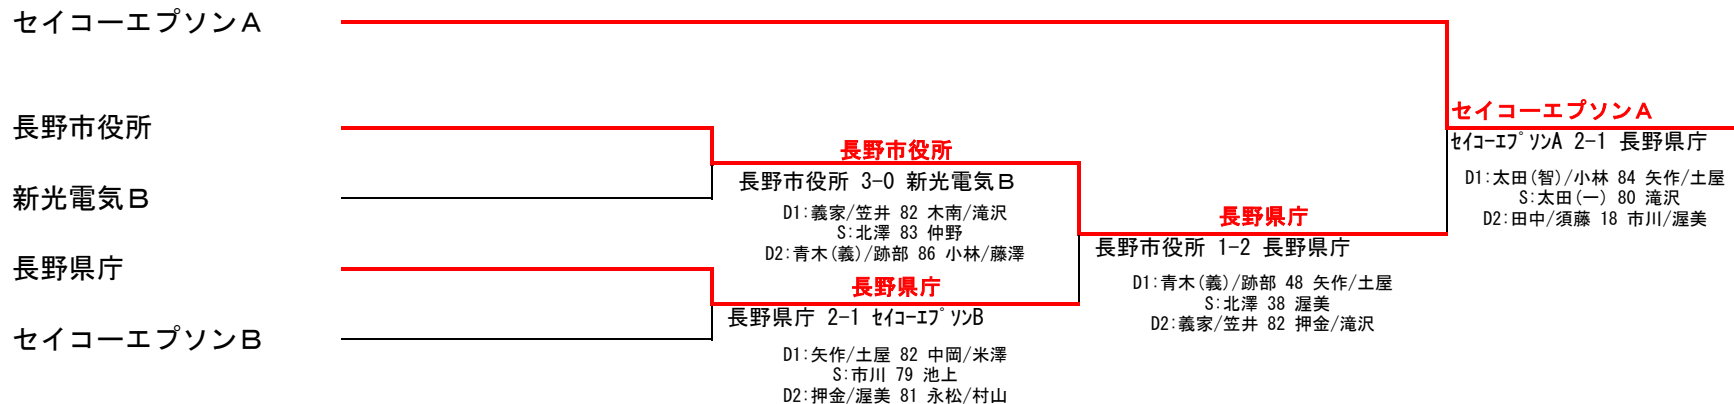 セイコーエプソンＡ
長野市役所
新光電気Ｂ
長野県庁
セイコーエプソンＢ
長野市役所
長野市役所 3-0 新光電気Ｂ
D1:義家/笠井 82 木南/滝沢
S:北澤 83 仲野
D2:青木(義)/跡部 86 小林/藤澤
長野県庁
長野県庁 2-1 ｾｲｺｰｴﾌﾟｿﾝB
D1:矢作/土屋 82 中岡/米澤
S:市川 79 池上
D2:押金/渥美 81 永松/村山
長野県庁
長野市役所 1-2 長野県庁
D1:青木(義)/跡部 48 矢作/土屋
S:北澤 38 渥美
D2:義家/笠井 82 押金/滝沢
セイコーエプソンＡ
ｾｲｺｰｴﾌﾟｿﾝA 2-1 長野県庁
D1:太田(智)/小林 84 矢作/土屋
S:太田(一) 80 滝沢
D2:田中/須藤 18 市川/渥美